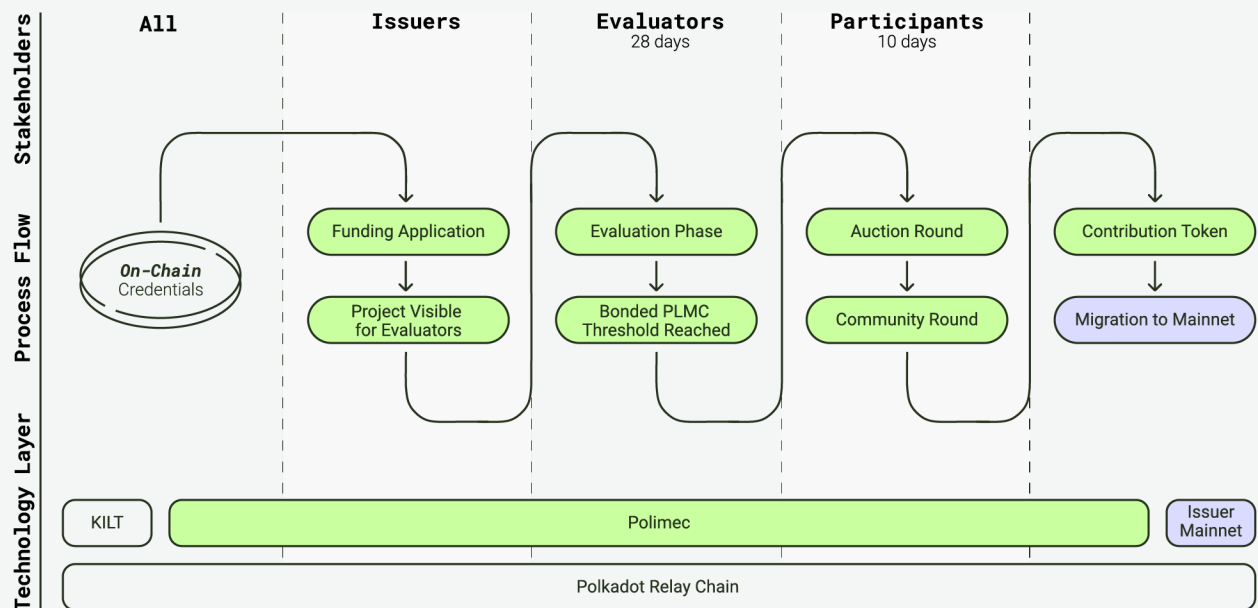 Stakeholders
All
Issuers
Evaluators
28 days
Participants
10 days
Process Flow
On-Chain
Credentials
Funding Application
Project Visible
for Evaluators
Evaluation Phase
Bonded PLMC
Threshold Reached
Auction Round
Community Round
Contribution Token
Migration to Mainnet
Technology Layer
KILT
Polimec
Issuer
Mainnet
Polkadot Relay Chain